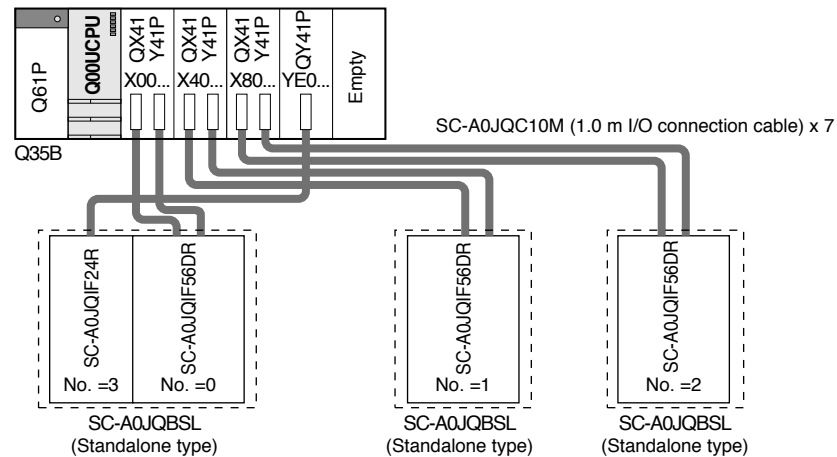 Q61P
Q00UCPU
QX41
Y41P
X00...
QX41
Y41P
X40...
QX41
Y41P
X80...
QY41P
YE0...
Empty
Q35B
SC-A0JQC10M (1.0 m I/O connection cable) x 7
SC-A0JQIF24R
No. =3
SC-A0JQIF56DR
No. =0
SC-A0JQIF56DR
No. =1
SC-A0JQIF56DR
No. =2
SC-A0JQBSL
(Standalone type)
SC-A0JQBSL
(Standalone type)
SC-A0JQBSL
(Standalone type)